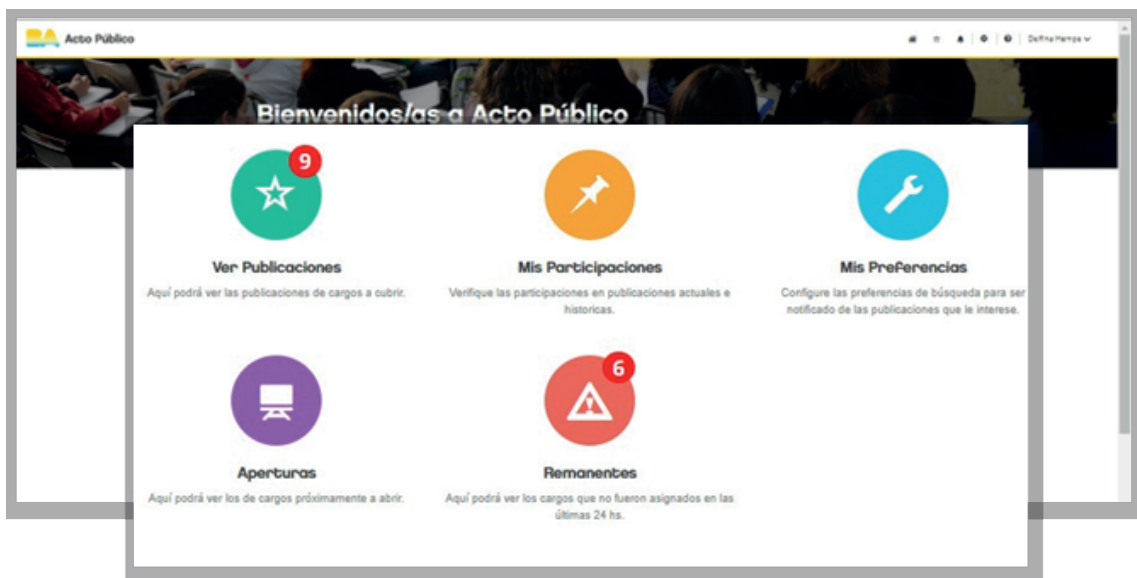 BA Acto Público
Bienvenidos/as a Acto Público
9
Ver Publicaciones
Aquí podrá ver las publicaciones de cargos a cubrir.
Mis Participaciones
Verifique las participaciones en publicaciones actuales e
historicas.
Mis Preferencias
Configure las preferencias de búsqueda para ser
notificado de las publicaciones que le interese.
Aperturas
Aquí podrá ver los de cargos próximamente a abrir.
6
Remanentes
Aquí podrá ver los cargos que no fueron asignados en las
últimas 24 hs.